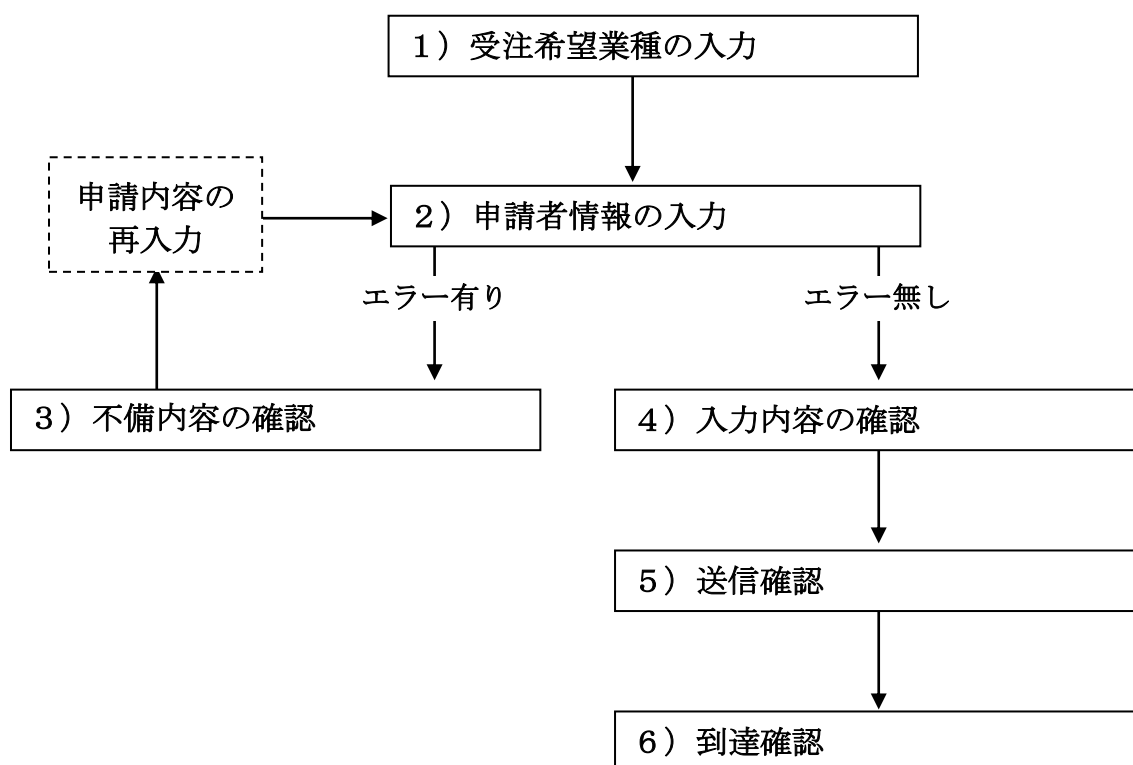 １）受注希望業種の入力
申請内容の
再入力
２）申請者情報の入力
エラー有り
エラー無し
３）不備内容の確認
４）入力内容の確認
５）送信確認
６）到達確認